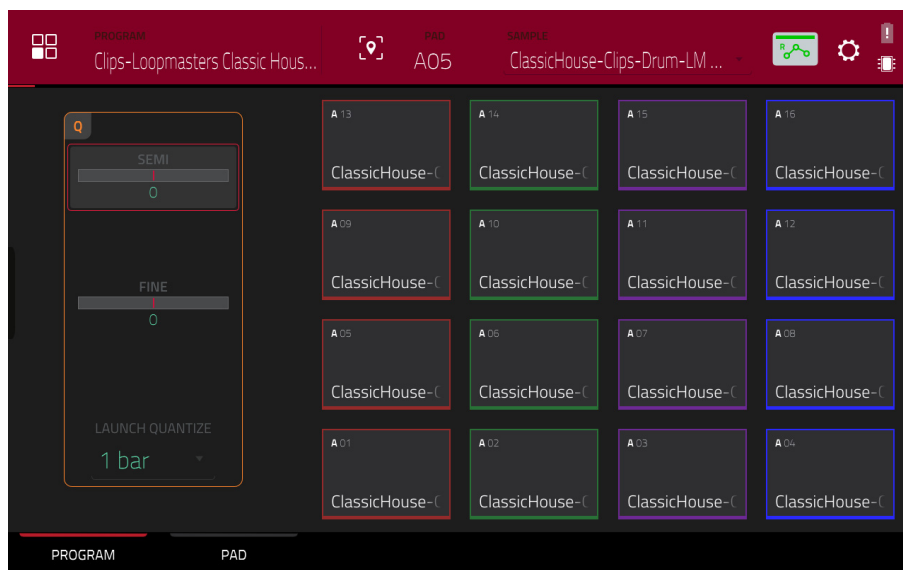 PROGRAM
Clips-Loopmasters Classic Hous...
PAD
A05
SAMPLE
ClassicHouse-Clips-Drum-LM ...
R
!
Q
SEMI
0
FINE
0
LAUNCH QUANTIZE
1 bar
A 13
A 14
A 15
A 16
ClassicHouse-(
ClassicHouse-(
ClassicHouse-(
ClassicHouse-(
A 09
A 10
A 11
A 12
ClassicHouse-(
ClassicHouse-(
ClassicHouse-(
ClassicHouse-(
A 05
A 06
A 07
A 08
ClassicHouse-(
ClassicHouse-(
ClassicHouse-(
ClassicHouse-(
A 01
A 02
A 03
A 04
ClassicHouse-(
ClassicHouse-(
ClassicHouse-(
ClassicHouse-(
PROGRAM
PAD